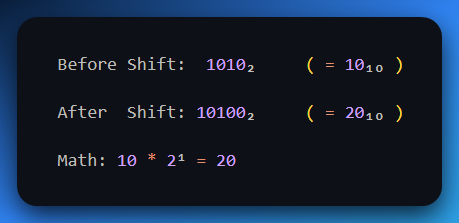 Before Shift:  1010₂     ( = 10₁₀ )
After  Shift: 10100₂     ( = 20₁₀ )
Math: 10 * 2¹ = 20